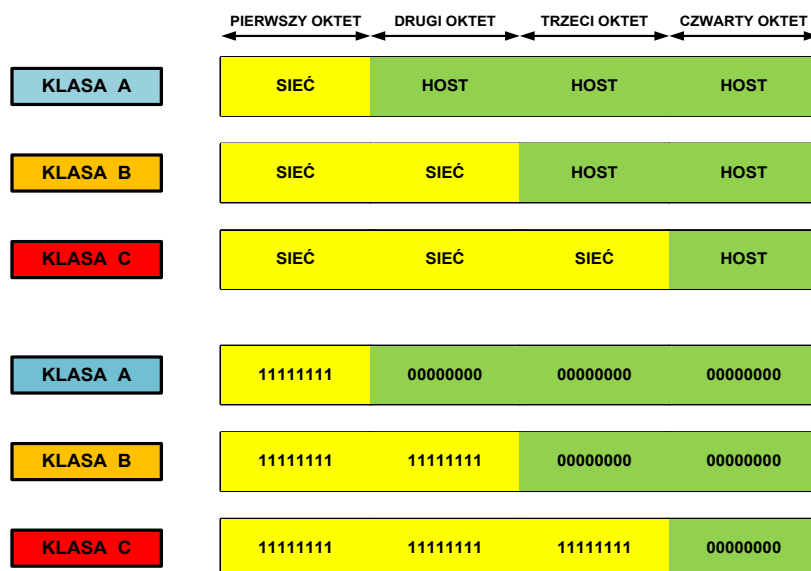 PIERWSZY OKTET DRUGI OKTET TRZECI OKTET CZWARTY OKTET
KLASA A SIEĆ HOST HOST HOST
KLASA B SIEĆ SIEĆ HOST HOST
KLASA C SIEĆ SIEĆ SIEĆ HOST
KLASA A 11111111 00000000 00000000 00000000
KLASA B 11111111 11111111 00000000 00000000
KLASA C 11111111 11111111 11111111 00000000